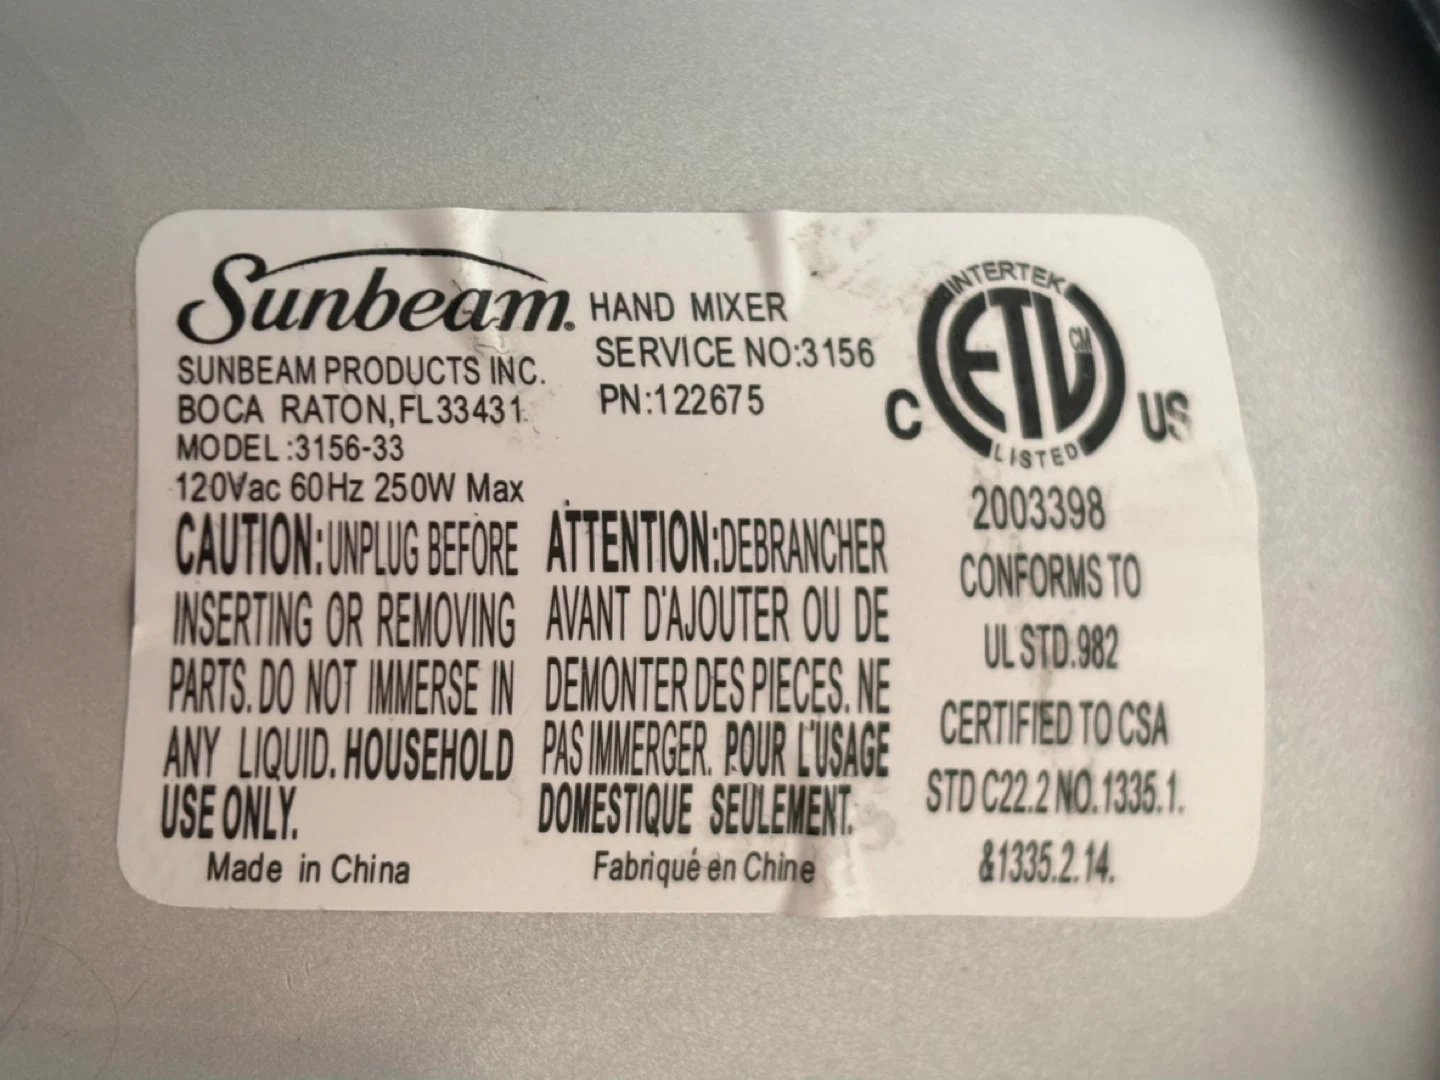 Sunbeam®
HAND MIXER
SERVICE NO:3156
PN:122675
SUNBEAM PRODUCTS INC.
BOCA RATON,FL33431
MODEL:3156-33
120Vac 60Hz 250W Max
CAUTION:UNPLUG BEFORE
INSERTING OR REMOVING
PARTS. DO NOT IMMERSE IN
ANY LIQUID. HOUSEHOLD
USE ONLY.
Made in China
ATTENTION:DEBRANCHER
AVANT D'AJOUTER OU DE
DEMONTER DES PIECES. NE
PAS IMMERGER. POUR L'USAGE
DOMESTIQUE SEULEMENT.
Fabriqué en Chine
INTERTEK
ETL CM
LISTED
C US
2003398
CONFORMS TO
UL STD.982
CERTIFIED TO CSA
STD C22.2 NO.1335.1.
&1335.2.14.